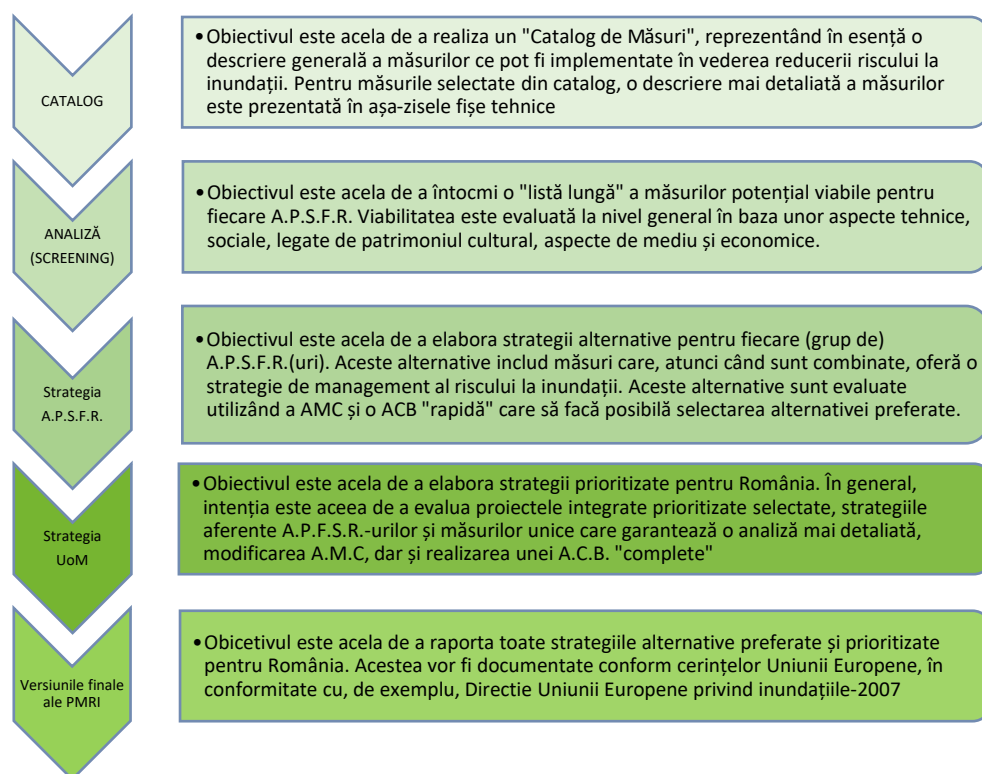 CATALOG
•Obiectivul este acela de a realiza un "Catalog de Măsuri", reprezentând în esență o
descriere generală a măsurilor ce pot fi implementate în vederea reducerii riscului la
inundații. Pentru măsurile selectate din catalog, o descriere mai detaliată a măsurilor
este prezentată în așa-zisele fișe tehnice
ANALIZĂ
(SCREENING)
•Obiectivul este acela de a întocmi o "listă lungă" a măsurilor potențial viabile pentru
fiecare A.P.S.F.R. Viabilitatea este evaluată la nivel general în baza unor aspecte tehnice,
sociale, legate de patrimoniul cultural, aspecte de mediu și economice.
Strategia
A.P.S.F.R.
•Obiectivul este acela de a elabora strategii alternative pentru fiecare (grup de)
A.P.S.F.R.(uri). Aceste alternative includ măsuri care, atunci când sunt combinate, oferă o
strategie de management al riscului la inundații. Aceste alternative sunt evaluate
utilizând a AMC și o ACB "rapidă" care să facă posibilă selectarea alternativei preferate.
Strategia
UoM
•Obiectivul este acela de a elabora strategii prioritizate pentru România. În general,
intenția este aceea de a evalua proiectele integrate prioritizate selectate, strategiile
aferente A.P.F.S.R.-urilor și măsurilor unice care garantează o analiză mai detaliată,
modificarea A.M.C, dar și realizarea unei A.C.B. "complete"
Versiunile finale
ale PMRI
•Obicetivul este acela de a raporta toate strategiile alternative preferate și prioritizate
pentru România. Acestea vor fi documentate conform cerințelor Uniunii Europene, în
conformitate cu, de exemplu, Directie Uniunii Europene privind inundațiile-2007